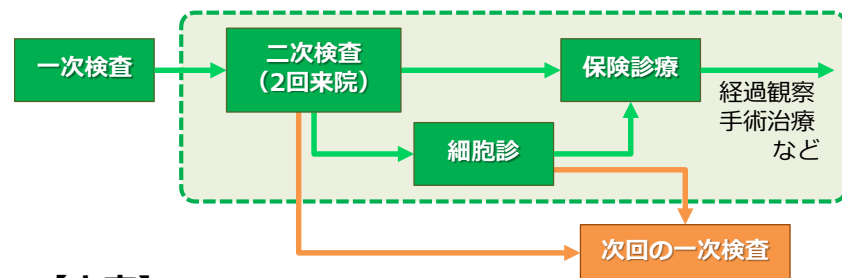 一次検査
二次検査
（2回来院）
保険診療
経過観察
手術治療
など
細胞診
次回の一次検査